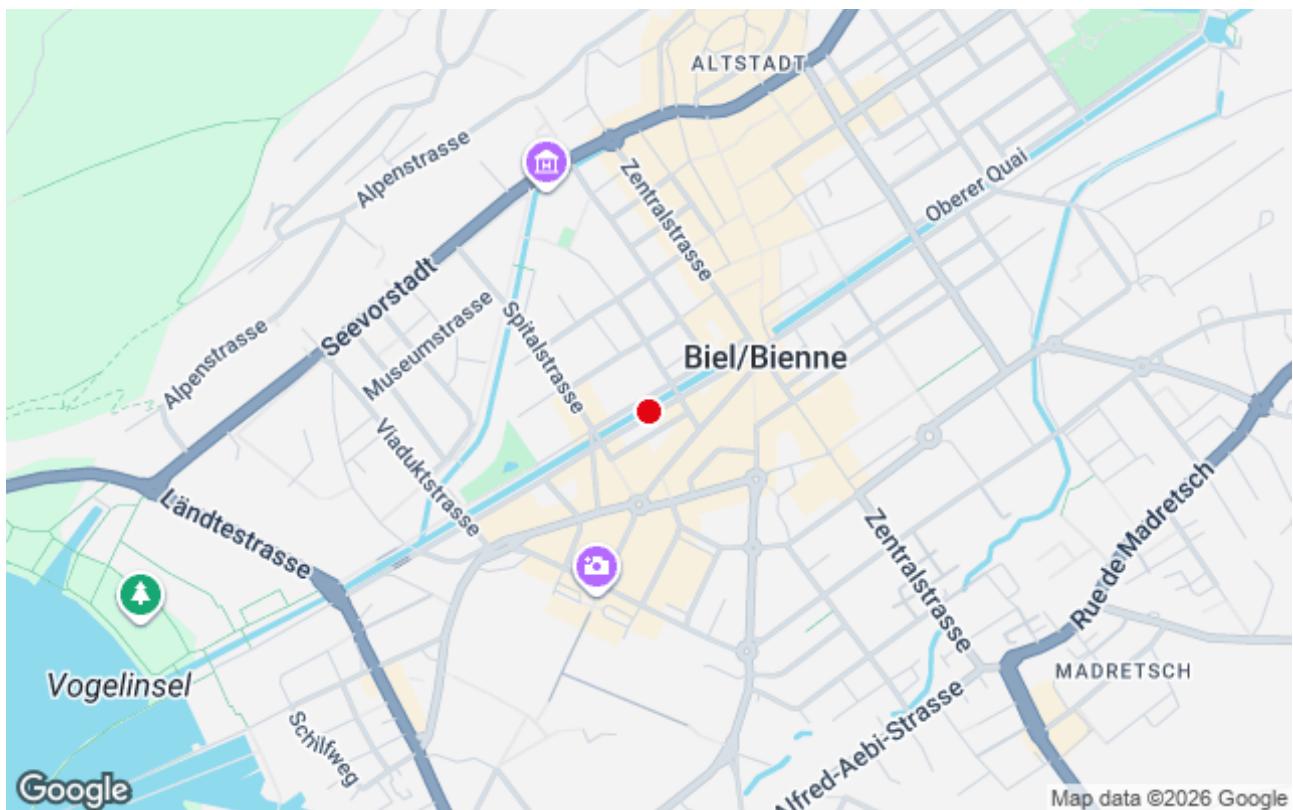 ALTSTADT
Alpenstrasse
Zentralstrasse
Oberer Quai
Seevorstadt
Museumstrasse
Spitalstrasse
Alpenstrasse
Biel/Bienne
Viaduktstrasse
Ländtestrasse
Rue de Madretsch
Zentralstrasse
Vogelinsel
MADRETSCH
Schilfweg
Alfred-Aebi-Strasse
Google
Map data ©2026 Google